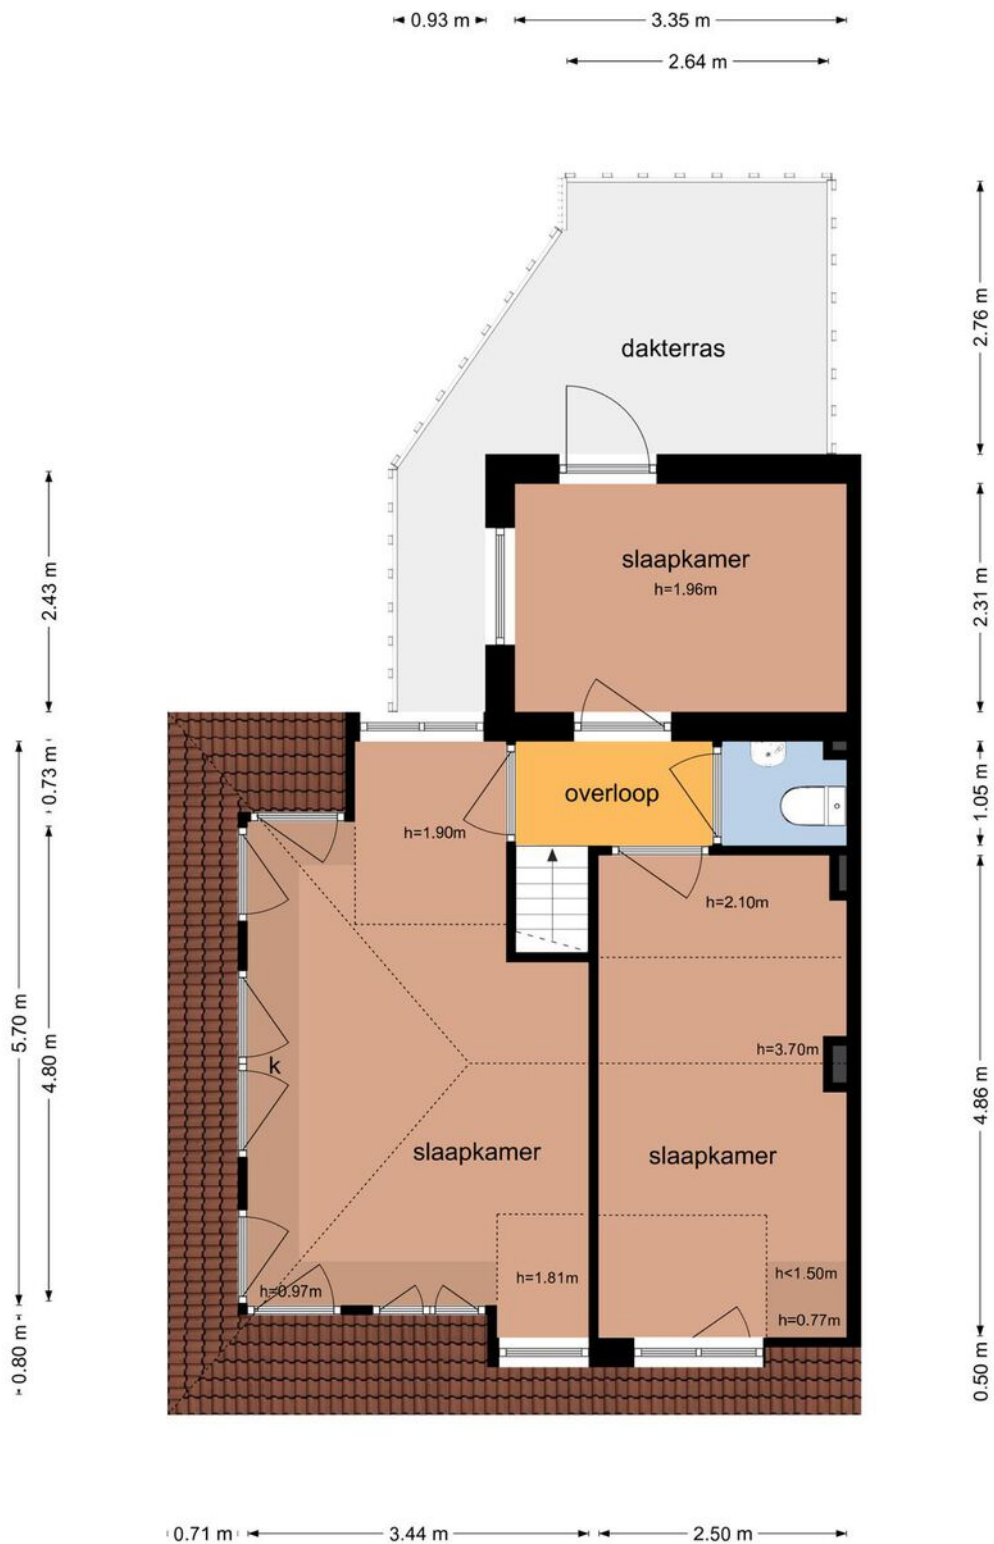 0.93 m
3.35 m
2.64 m
dakterras
2.76 m
slaapkamer
h=1.96m
2.43 m
2.31 m
0.73 m
overloop
h=1.90m
1.05 m
h=2.10m
5.70 m
4.80 m
k
h=3.70m
4.86 m
slaapkamer
slaapkamer
h=0.97m
h=1.81m
h<1.50m
h=0.77m
0.80 m
0.50 m
0.71 m
3.44 m
2.50 m